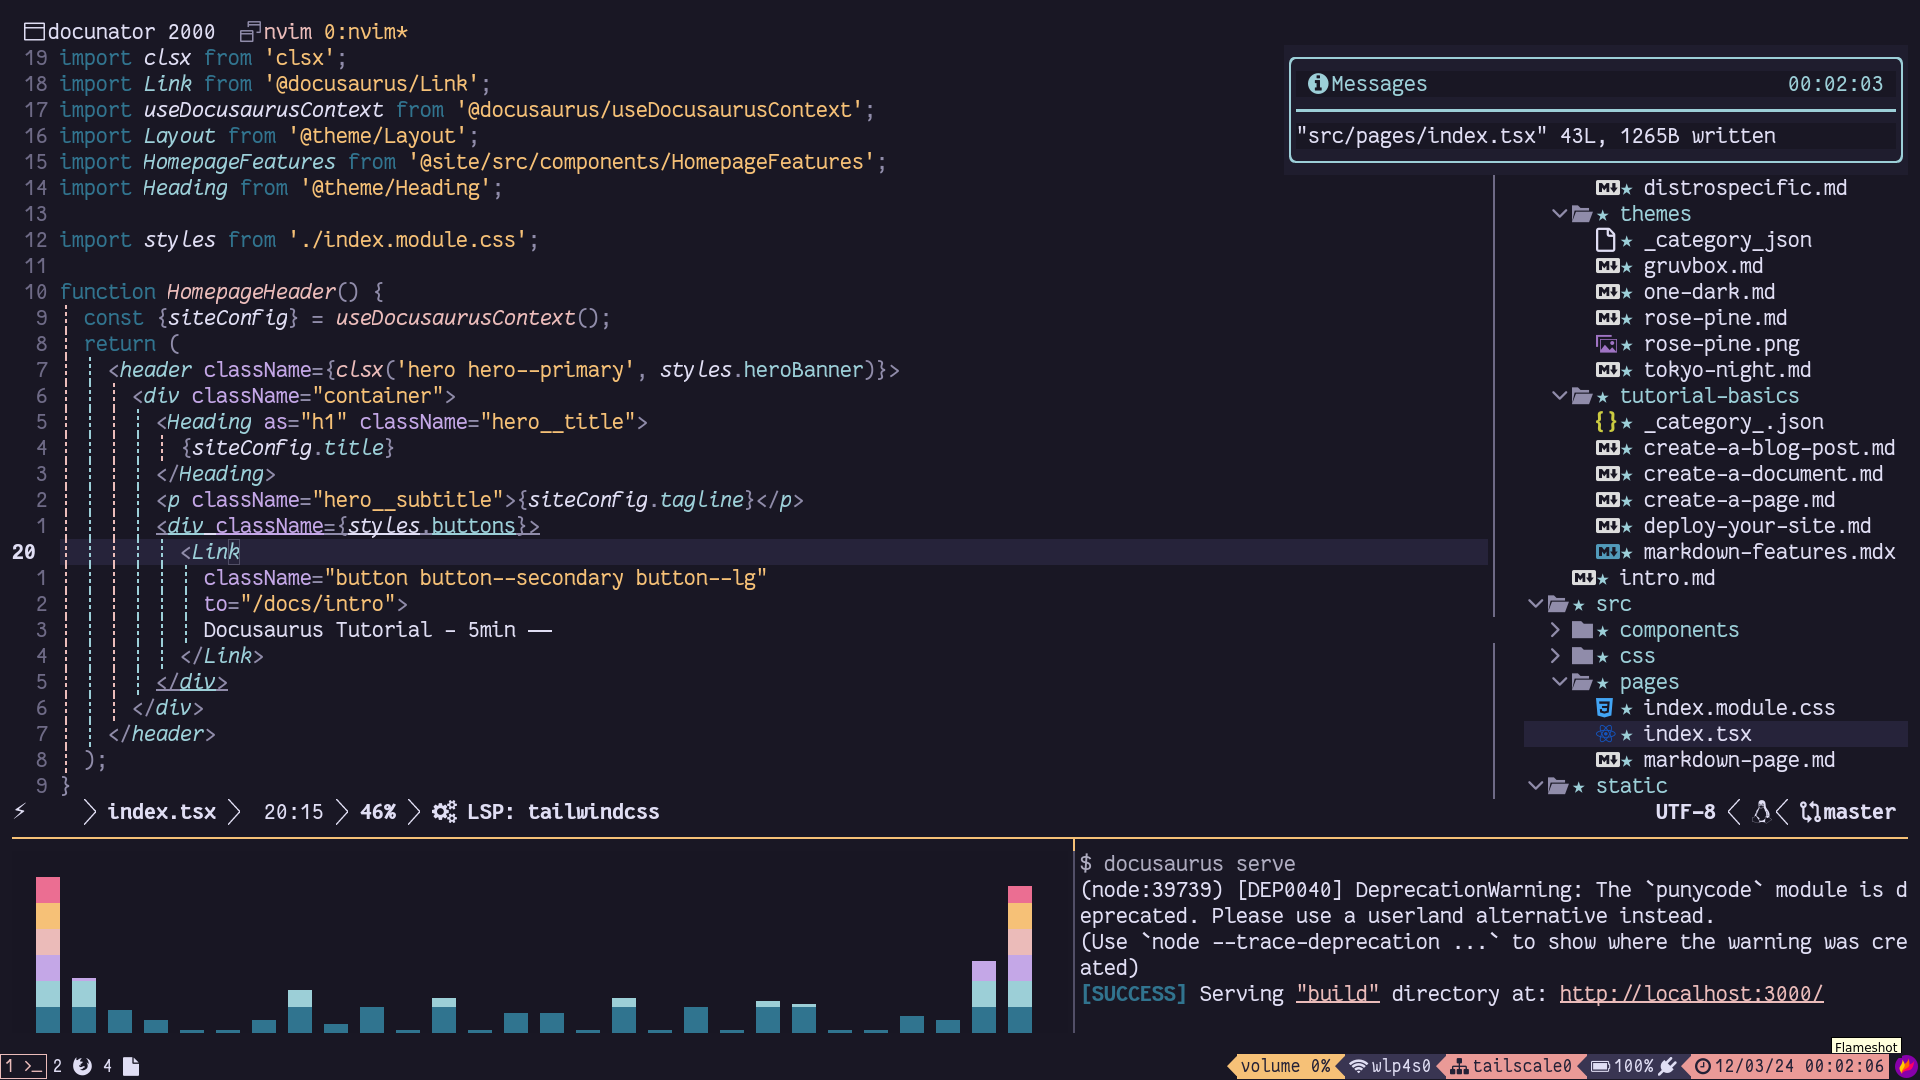 docunator 2000 nvim 0:nvim*
19 import clsx from 'clsx';
18 import Link from '@docusaurus/Link';
17 import useDocusaurusContext from '@docusaurus/useDocusaurusContext';
16 import Layout from '@theme/Layout';
15 import HomepageFeatures from '@site/src/components/HomepageFeatures';
14 import Heading from '@theme/Heading';
13
12 import styles from './index.module.css';
11
10 function HomepageHeader() {
9 const {siteConfig} = useDocusaurusContext();
8 return (
7 <header className={clsx('hero hero--primary', styles.heroBanner)}>
6 <div className="container">
5 <Heading as="h1" className="hero__title">
4 {siteConfig.title}
3 </Heading>
2 <p className="hero__subtitle">{siteConfig.tagline}</p>
1 <div className={styles.buttons}>
20 <Link
1 className="button button--secondary button--lg"
2 to="/docs/intro">
3 Docusaurus Tutorial - 5min ——
4 </Link>
5 </div>
6 </div>
7 </header>
8 );
9 }
Messages 00:02:03
"src/pages/index.tsx" 43L, 1265B written
distrospecific.md
themes
_category_json
gruvbox.md
one-dark.md
rose-pine.md
rose-pine.png
tokyo-night.md
tutorial-basics
{} _category_.json
create-a-blog-post.md
create-a-document.md
create-a-page.md
deploy-your-site.md
markdown-features.mdx
intro.md
src
components
css
pages
index.module.css
index.tsx
markdown-page.md
static
index.tsx 20:15 46% LSP: tailwindcss UTF-8 master
$ docusaurus serve
(node:39739) [DEP0040] DeprecationWarning: The `punycode` module is d
eprecated. Please use a userland alternative instead.
(Use `node --trace-deprecation ...` to show where the warning was cre
ated)
[SUCCESS] Serving "build" directory at: http://localhost:3000/
Flameshot
1 2 4 volume 0% wlp4s0 tailscale0 100% 12/03/24 00:02:06